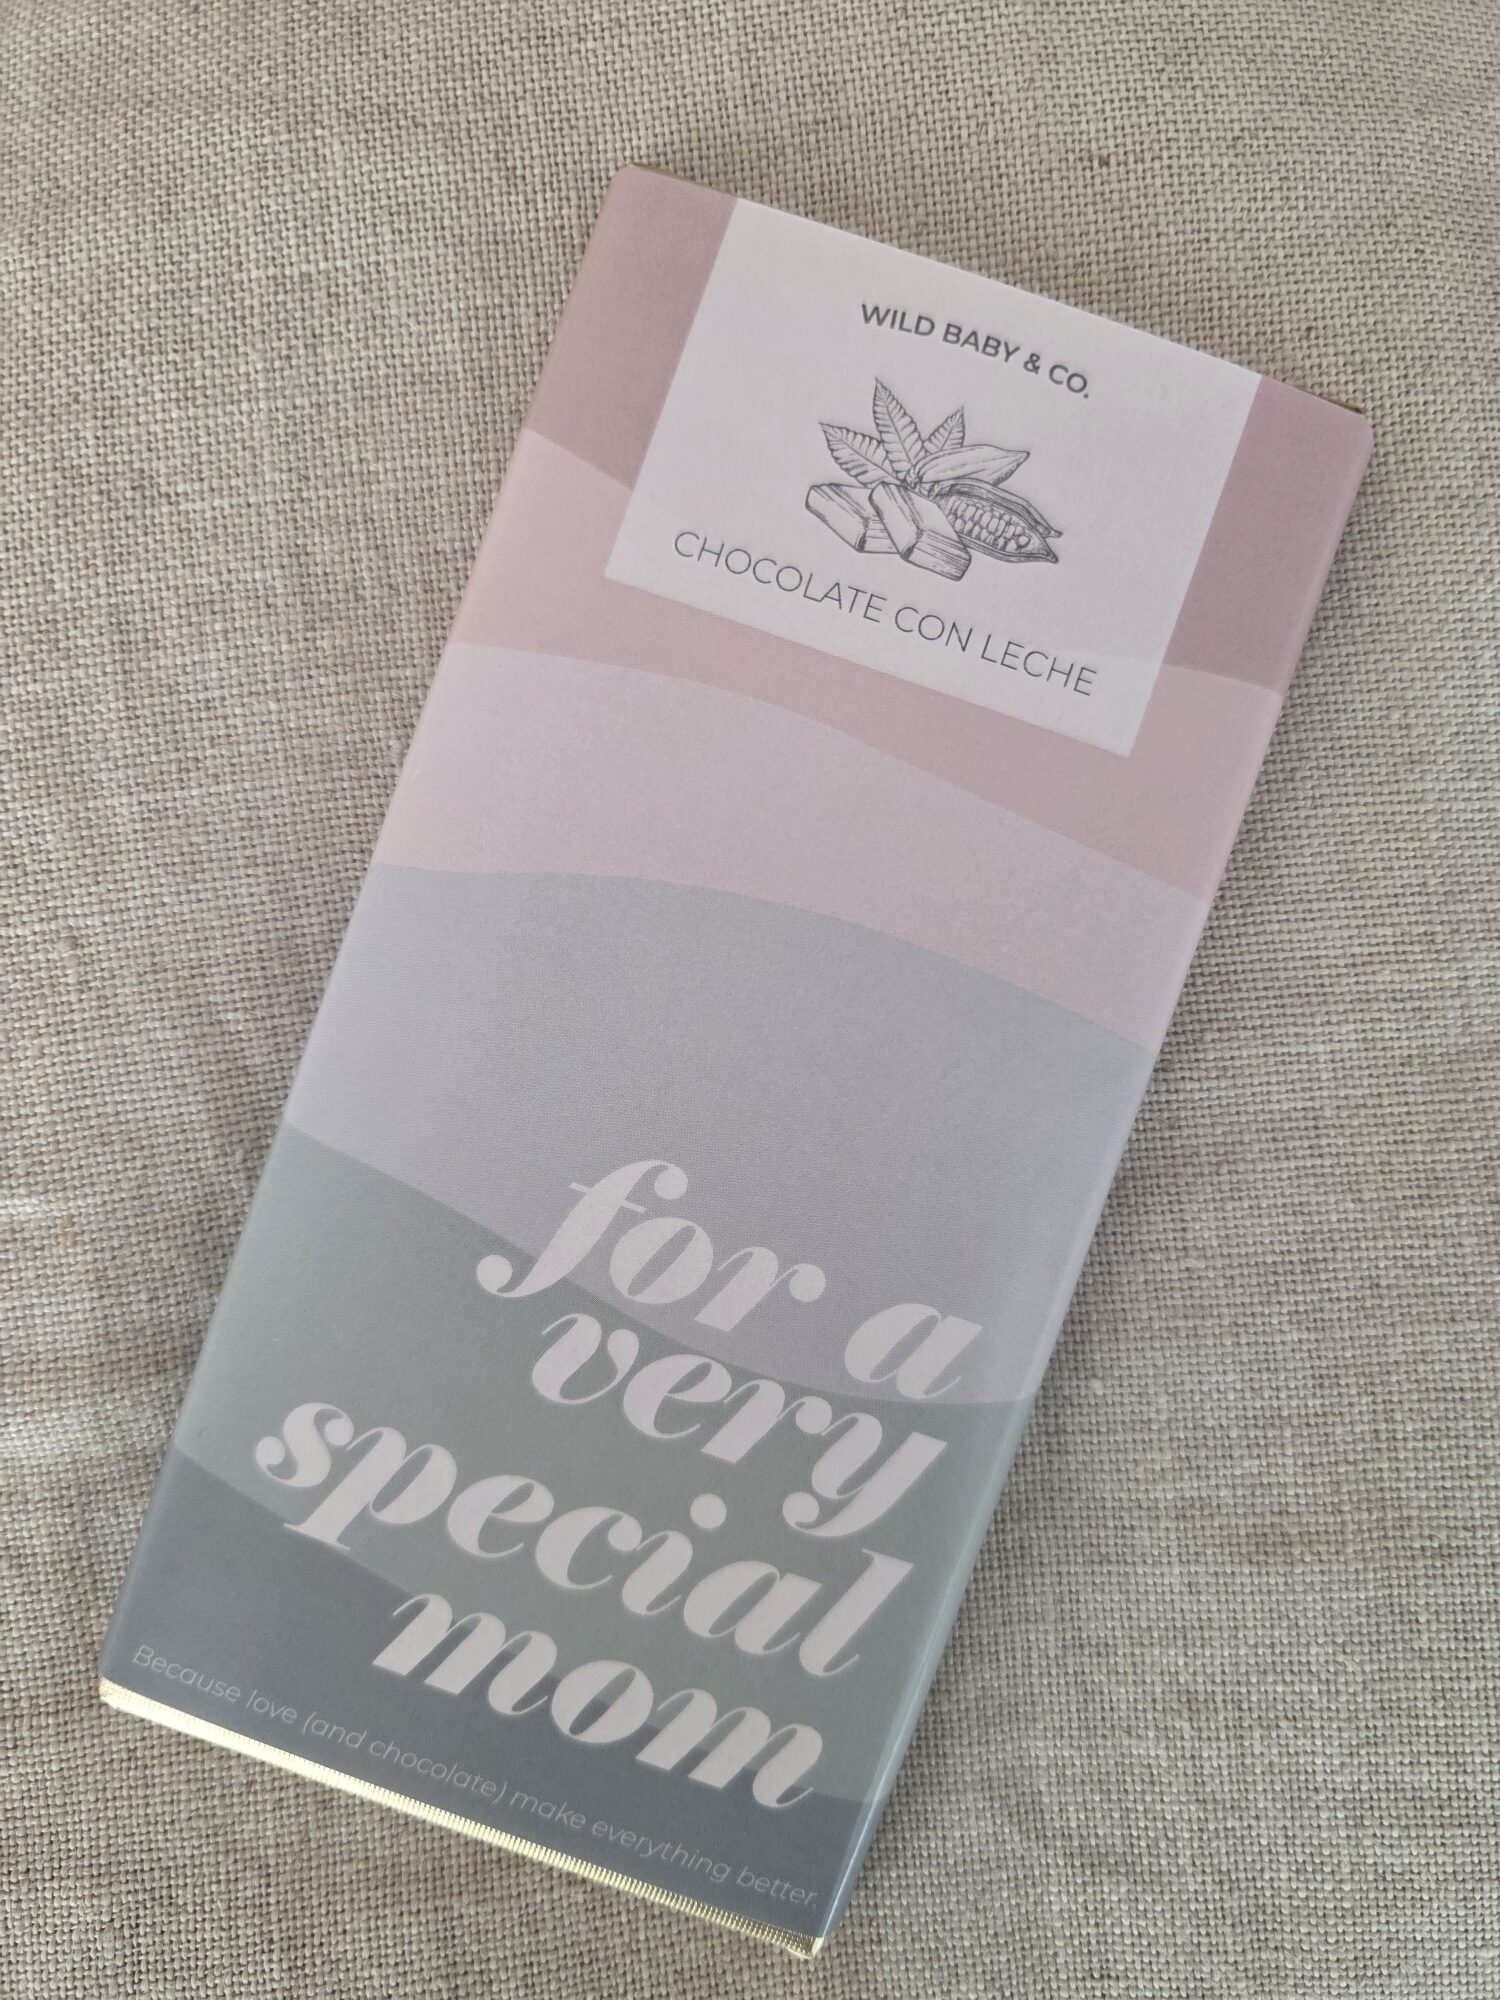 WILD BABY & CO.
CHOCOLATE CON LECHE
for a
very
special
mom
Because love (and chocolate) make everything better.